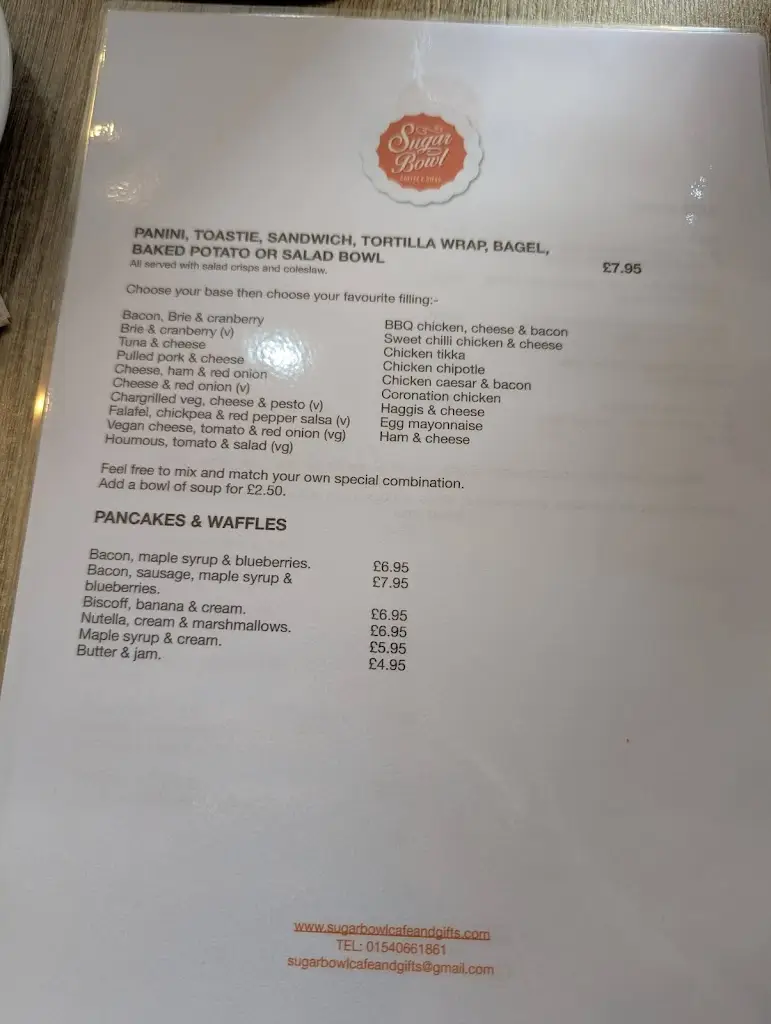 Sugar
Bowl
PANINI, TOASTIE, SANDWICH, TORTILLA WRAP, BAGEL,
BAKED POTATO OR SALAD BOWL £7.95
All served with salad crisps and coleslaw.
Choose your base then choose your favourite filling:-
Bacon, Brie & cranberry
Brie & cranberry (v)
Tuna & cheese
Pulled pork & cheese
Cheese, ham & red onion
Cheese & red onion (v)
Chargrilled veg, cheese & pesto (v)
Falafel, chickpea & red pepper salsa (v)
Vegan cheese, tomato & red onion (vg)
Houmous, tomato & salad (vg)
BBQ chicken, cheese & bacon
Sweet chilli chicken & cheese
Chicken tikka
Chicken chipotle
Chicken caesar & bacon
Coronation chicken
Haggis & cheese
Egg mayonnaise
Ham & cheese
Feel free to mix and match your own special combination.
Add a bowl of soup for £2.50.
PANCAKES & WAFFLES
Bacon, maple syrup & blueberries. £6.95
Bacon, sausage, maple syrup & £7.95
blueberries.
Biscoff, banana & cream. £6.95
Nutella, cream & marshmallows. £6.95
Maple syrup & cream. £5.95
Butter & jam. £4.95
www.sugarbowlcafeandgifts.com
TEL: 01540661861
sugarbowlcafeandgifts@gmail.com